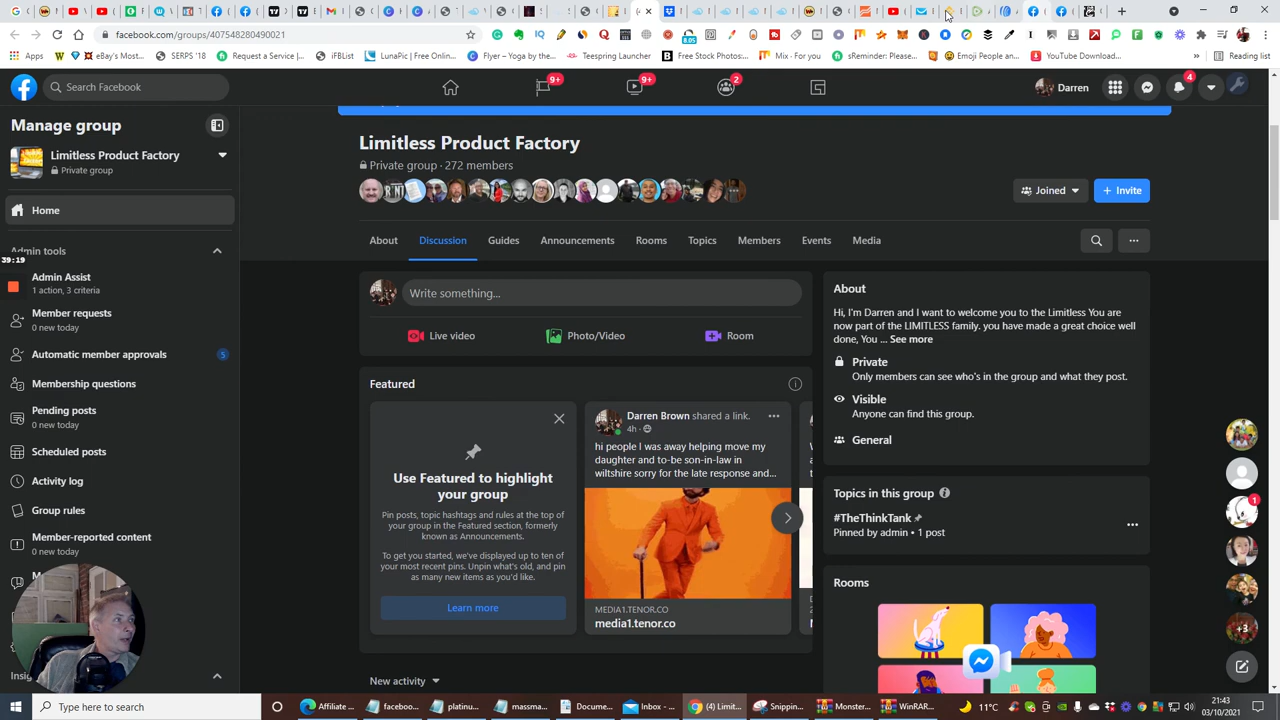 facebook.com/groups/407548280490021
Apps
eBay's Most...
SERPS '18
Request a Service |...
iFBList
LunaPic | Free Onlin...
Flyer – Yoga by the...
Teespring Launcher
Free Stock Photos:...
Mix - For you
sReminder: Please...
Emoji People and...
YouTube Download...
Reading list
8.05
Search Facebook
9+
9+
2
Darren
4
Manage group
Limitless Product Factory
Private group
Home
Admin tools
39:19
Admin Assist
1 action, 3 criteria
Member requests
0 new today
Automatic member approvals
5
Membership questions
Pending posts
0 new today
Scheduled posts
Activity log
Group rules
Member-reported content
0 new today
Limitless Product Factory
Private group · 272 members
Joined
+ Invite
About
Discussion
Guides
Announcements
Rooms
Topics
Members
Events
Media
Write something...
Live video
Photo/Video
Room
Featured
Use Featured to highlight
your group
Pin posts, topic hashtags and rules at the top of
your group in the Featured section, formerly
known as Announcements.
To get you started, we've displayed up to ten of
your most recent pins. Unpin what's old, and pin
as many new items as you'd like.
Learn more
Darren Brown shared a link.
4h ·
hi people I was away helping move my
daughter and to-be son-in-law in
wiltshire sorry for the late response and...
MEDIA1.TENOR.CO
media1.tenor.co
New activity
About
Hi, I'm Darren and I want to welcome you to the Limitless You are
now part of the LIMITLESS family. you have made a great choice well
done, You ... See more
Private
Only members can see who's in the group and what they post.
Visible
Anyone can find this group.
General
Topics in this group
#TheThinkTank
Pinned by admin • 1 post
Rooms
1
+3
Type here to search
Affiliate ...
faceboo...
platinu...
massma...
Docume...
Inbox - ...
(4) Limit...
Snippin...
Monster...
WinRAR...
11°C
21:43
03/10/2021